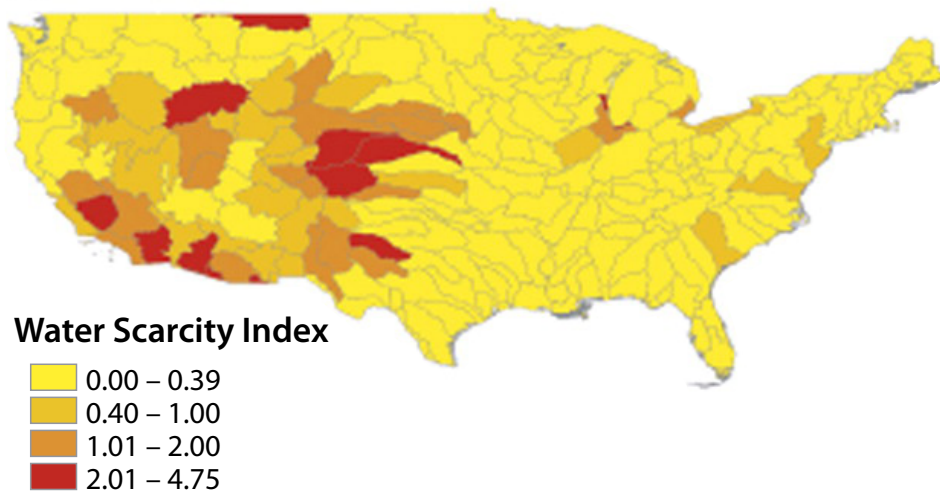 Water Scarcity Index
0.00 – 0.39
0.40 – 1.00
1.01 – 2.00
2.01 – 4.75